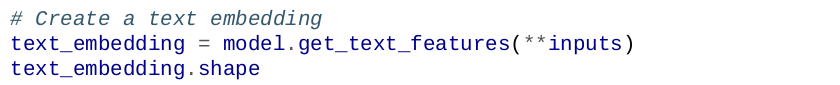 # Create a text embedding
text_embedding = model.get_text_features(**inputs)
text_embedding.shape